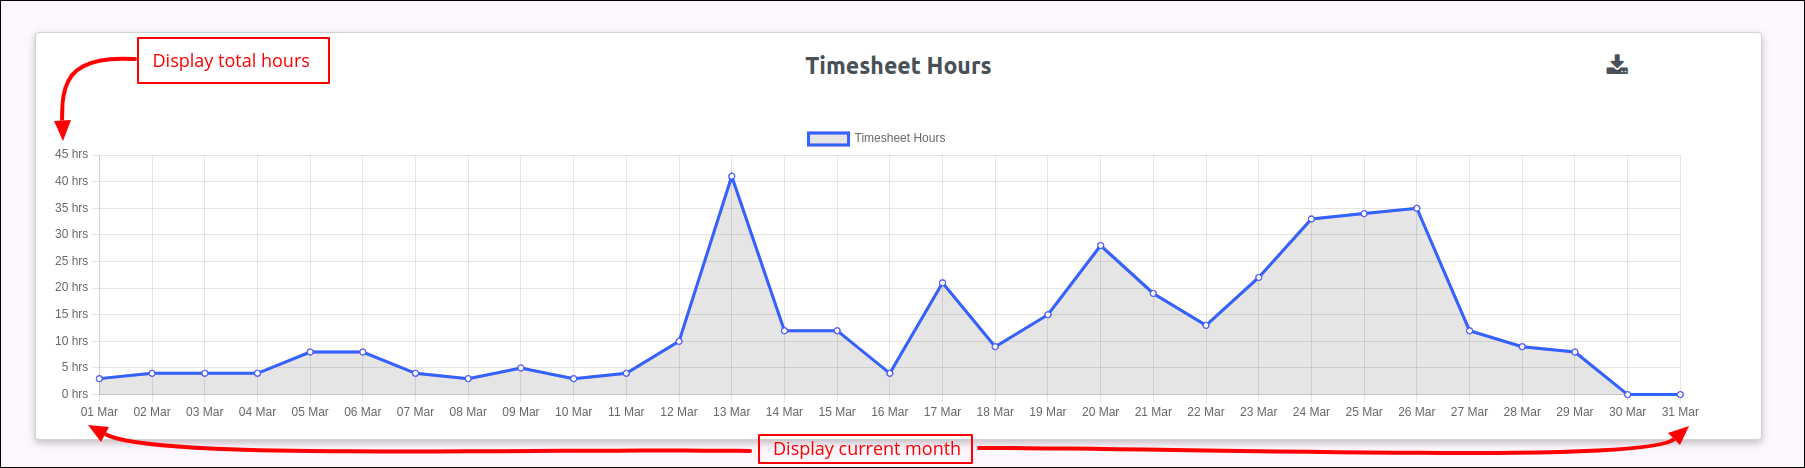 Display total hours
Timesheet Hours
Timesheet Hours
45 hrs
40 hrs
35 hrs
30 hrs
25 hrs
20 hrs
15 hrs
10 hrs
5 hrs
0 hrs
01 Mar 02 Mar 03 Mar 04 Mar 05 Mar 06 Mar 07 Mar 08 Mar 09 Mar 10 Mar 11 Mar 12 Mar 13 Mar 14 Mar 15 Mar 16 Mar 17 Mar 18 Mar 19 Mar 20 Mar 21 Mar 22 Mar 23 Mar 24 Mar 25 Mar 26 Mar 27 Mar 28 Mar 29 Mar 30 Mar 31 Mar
Display current month